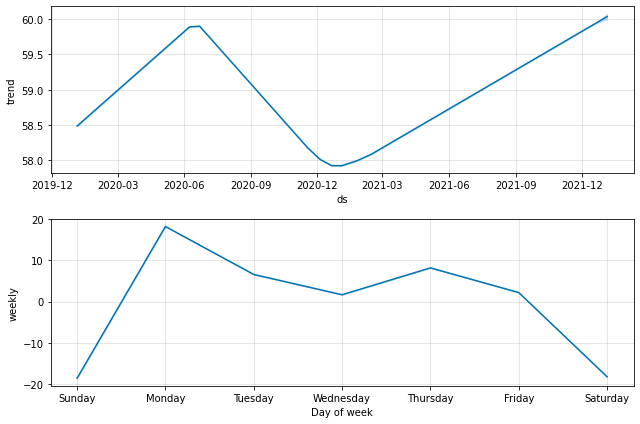 60.0
59.5
59.0
58.5
58.0
trend
2019-12 2020-03 2020-06 2020-09 2020-12 2021-03 2021-06 2021-09 2021-12
ds
20
10
0
−10
−20
weekly
Sunday Monday Tuesday Wednesday Thursday Friday Saturday
Day of week